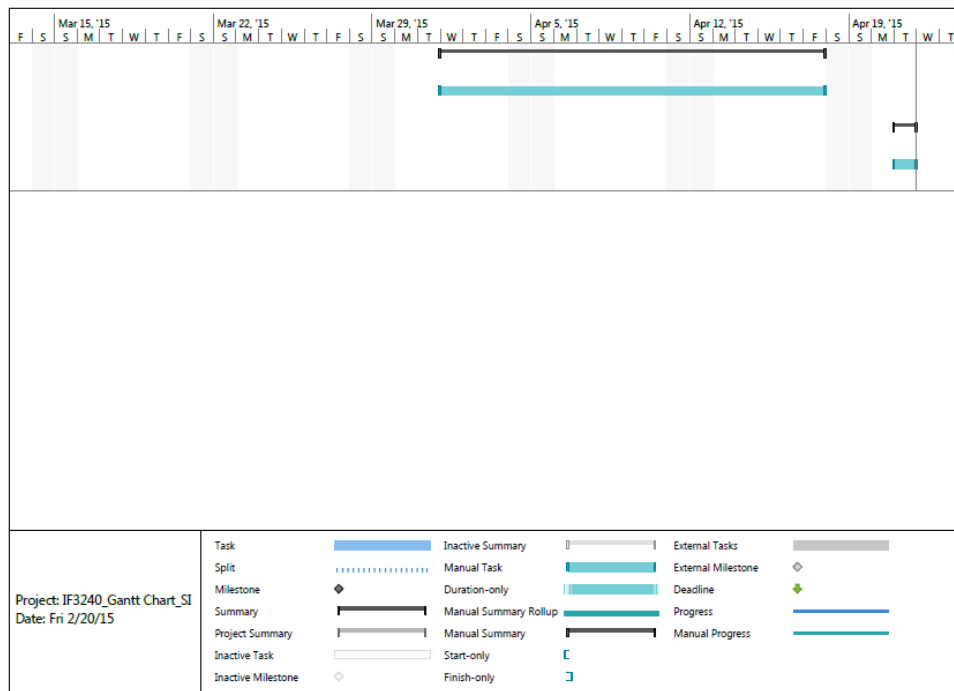 Mar 15, '15 Mar 22, '15 Mar 29, '15 Apr 5, '15 Apr 12, '15 Apr 19, '15
F S S M T W T F S S M T W T F S S M T W T F S S M T W T F S S M T W T F S S M T W T
Project: IF3240_Gantt Chart_SI
Date: Fri 2/20/15
Task
Split
Milestone
Summary
Project Summary
Inactive Task
Inactive Milestone
Inactive Summary
Manual Task
Duration-only
Manual Summary Rollup
Manual Summary
Start-only
Finish-only
External Tasks
External Milestone
Deadline
Progress
Manual Progress